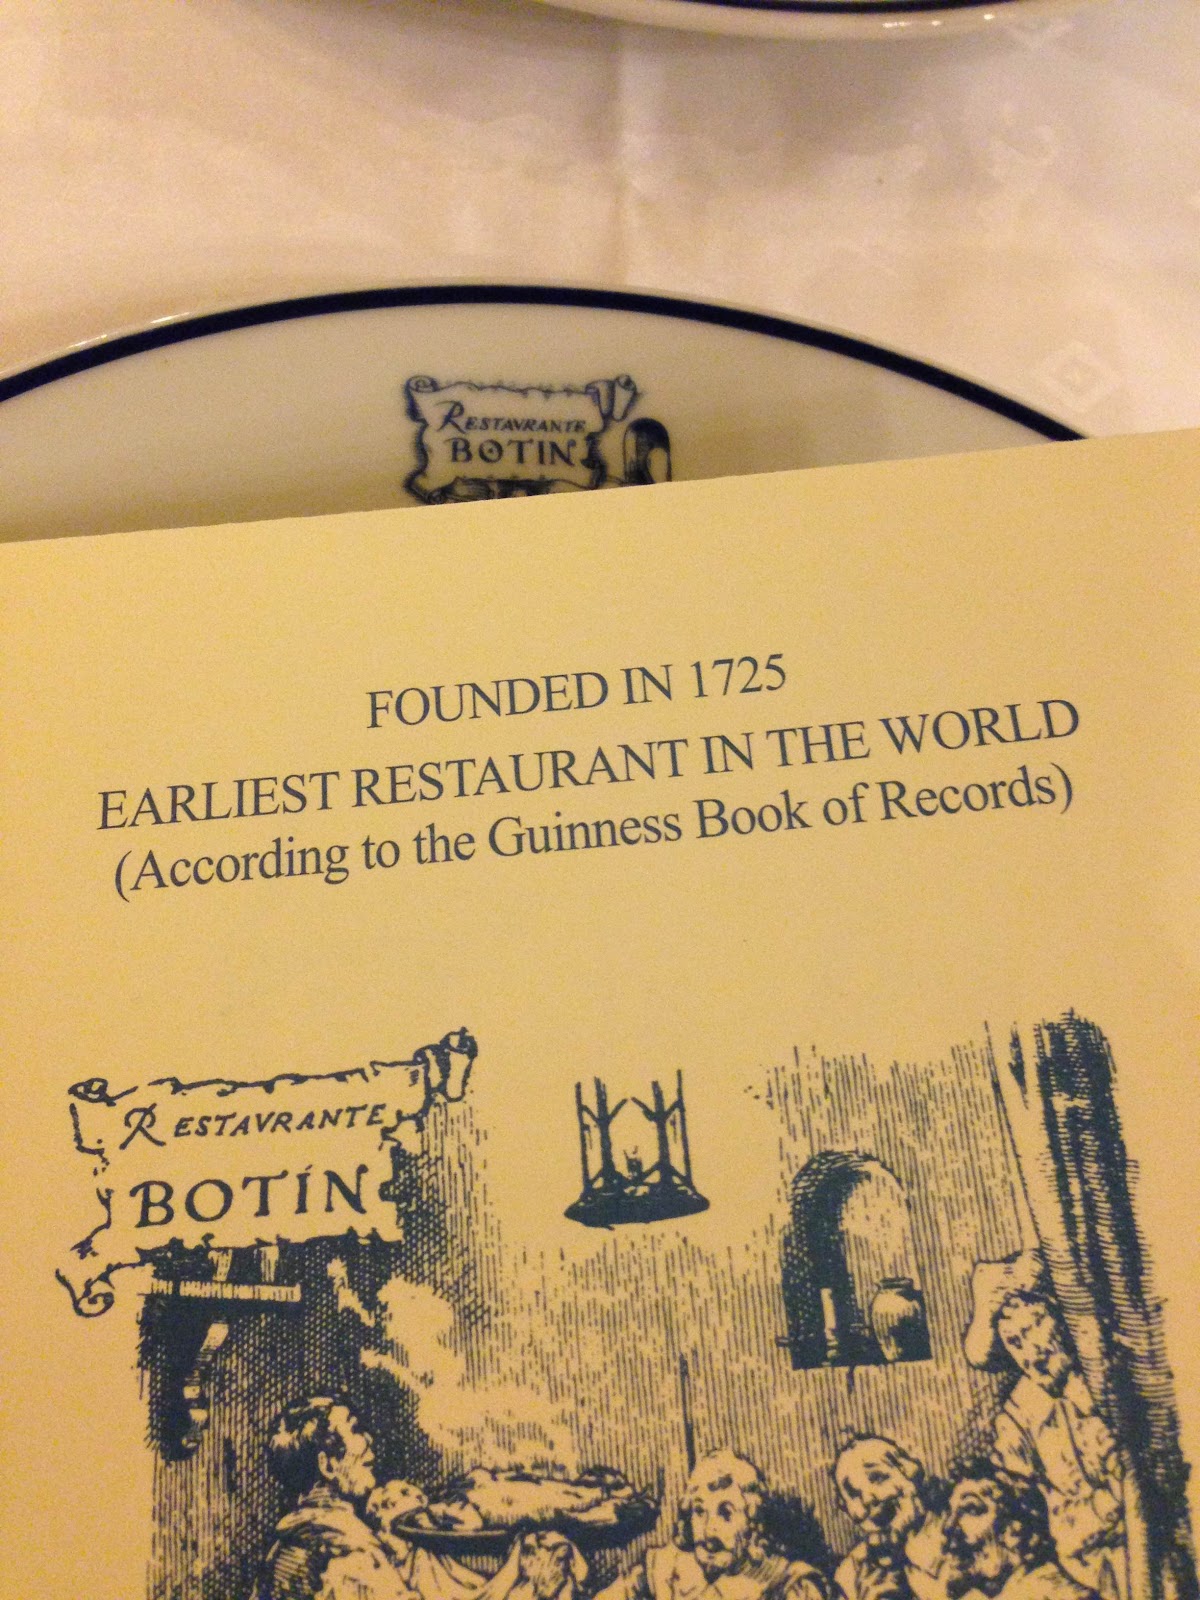 RESTAVRANTE
BOTIN
FOUNDED IN 1725
EARLIEST RESTAURANT IN THE WORLD
(According to the Guinness Book of Records)
RESTAVRANTE
BOTÍN